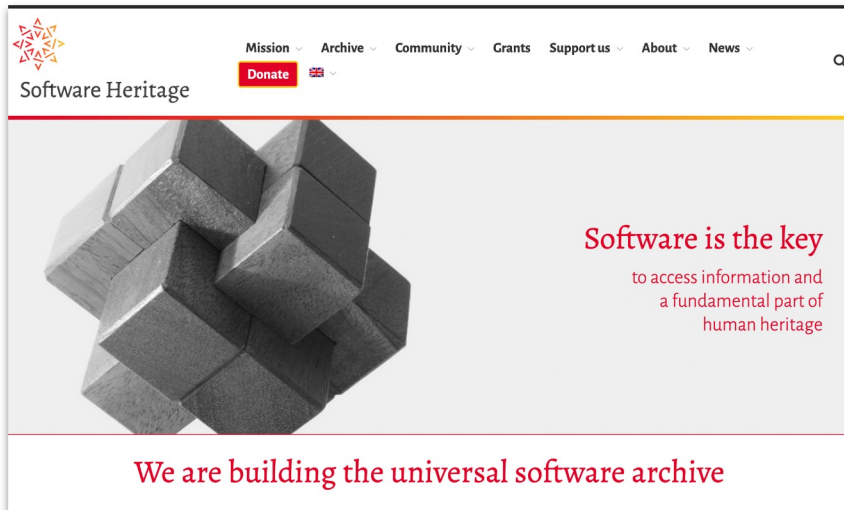 Software Heritage
Mission Archive Community Grants Support us About News
Donate
Software is the key
to access information and
a fundamental part of
human heritage
We are building the universal software archive